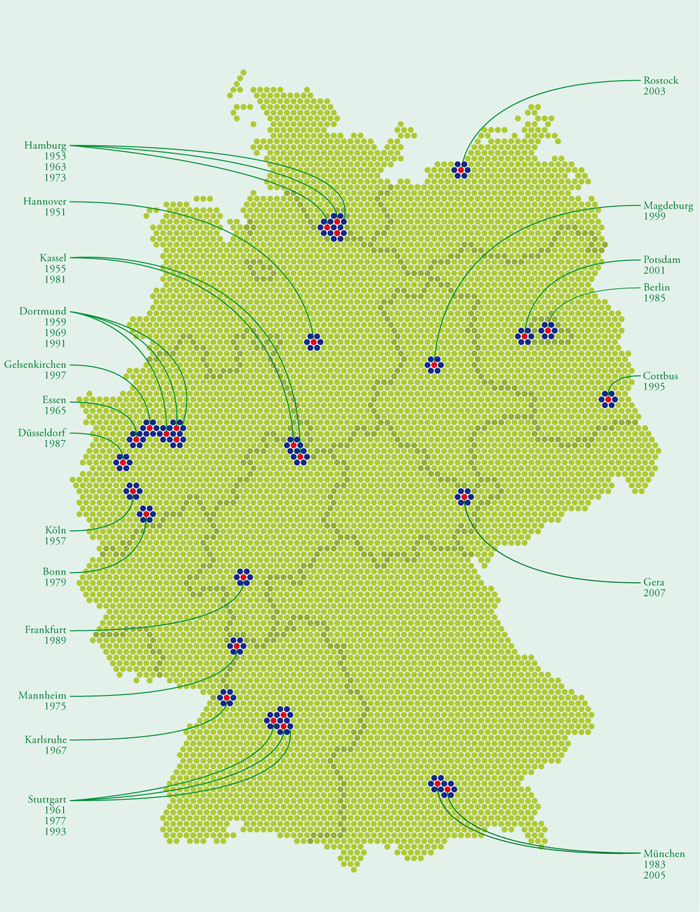 Rostock
2003
Hamburg
1953
1963
1973
Hannover
1951
Magdeburg
1999
Kassel
1955
1981
Potsdam
2001
Berlin
1985
Dortmund
1959
1969
1991
Gelsenkirchen
1997
Cottbus
1995
Essen
1965
Düsseldorf
1987
Köln
1957
Bonn
1979
Gera
2007
Frankfurt
1989
Mannheim
1975
Karlsruhe
1967
Stuttgart
1961
1977
1993
München
1983
2005